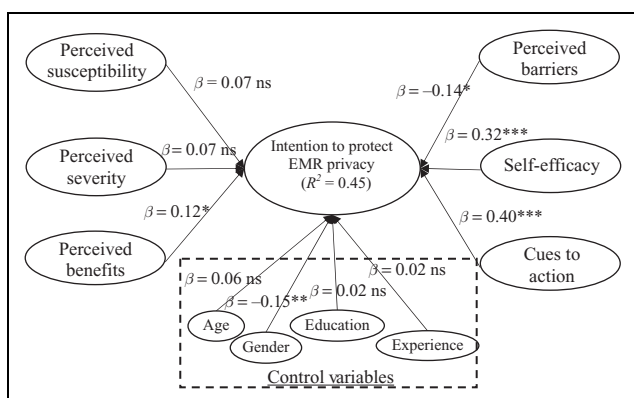 Perceived
susceptibility
Perceived
barriers
β = 0.07 ns
β = –0.14*
Intention to protect
EMR privacy
(R² = 0.45)
Perceived
severity
β = 0.07 ns
β = 0.32***
Self-efficacy
β = 0.12*
β = 0.40***
Perceived
benefits
Cues to
action
β = 0.06 ns
β = –0.15**
β = 0.02 ns
β = 0.02 ns
Age
Gender
Education
Experience
Control variables